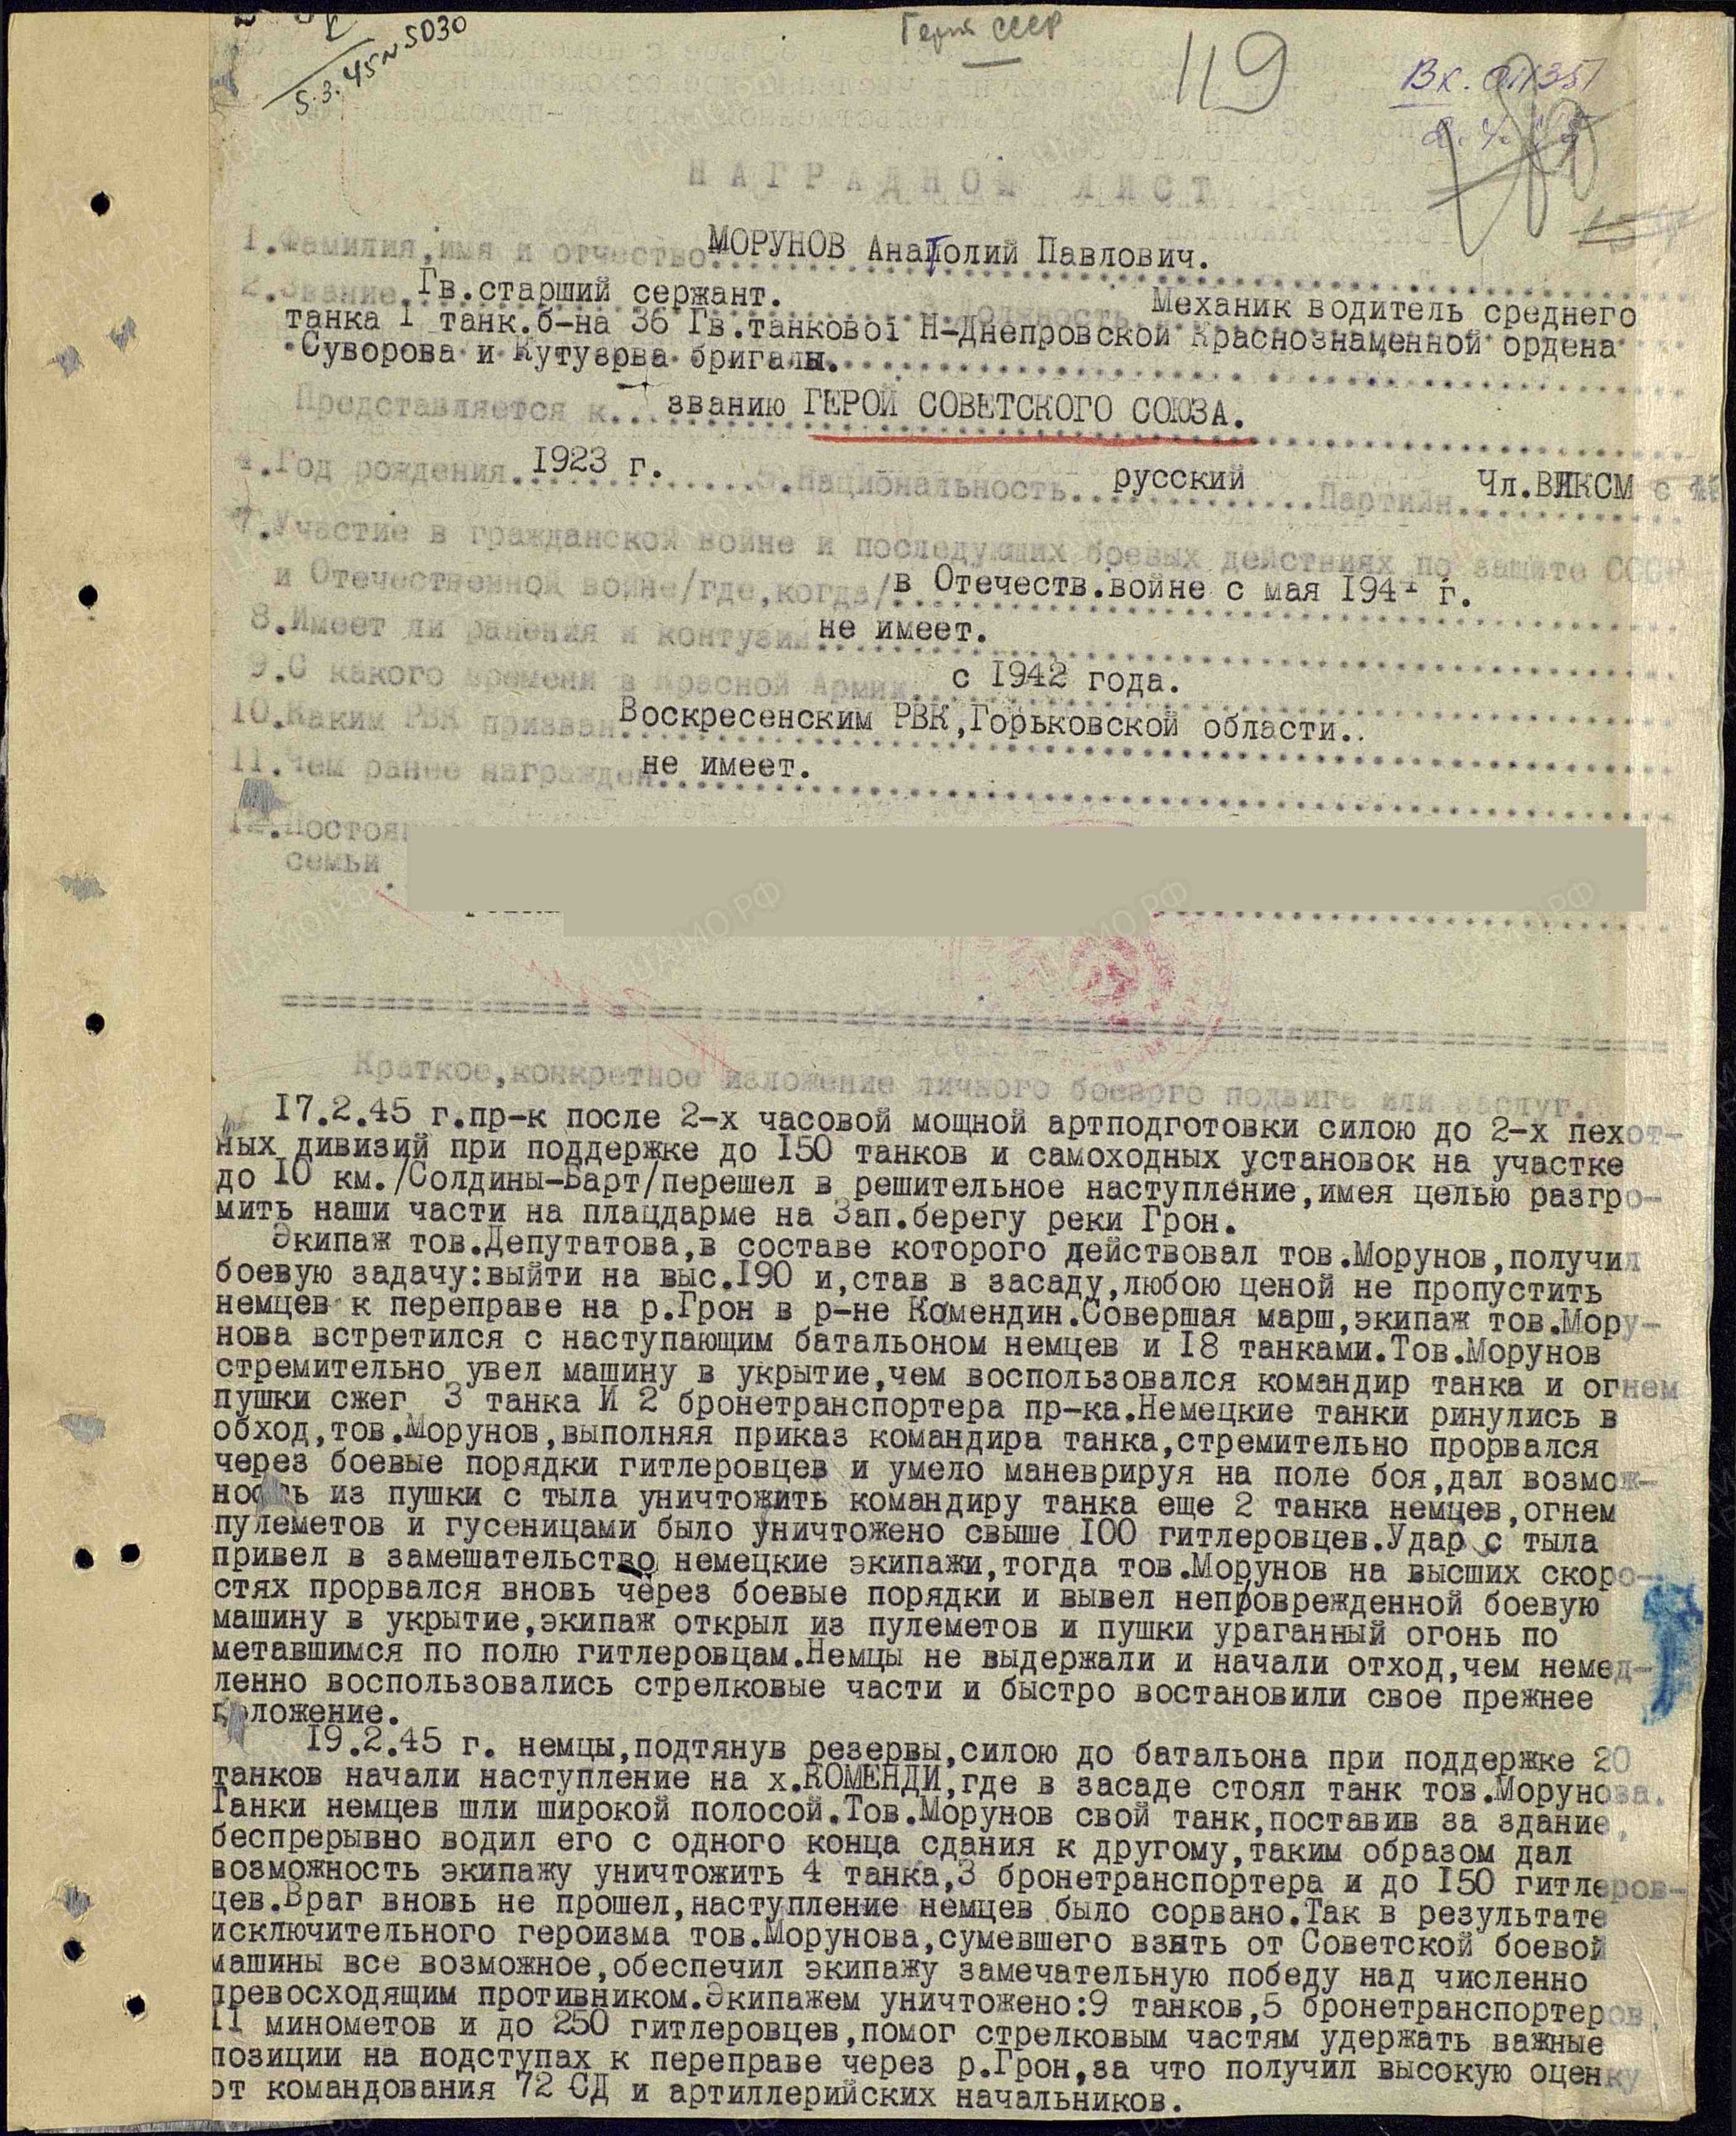 Героя СССР
5.3.45 № 5030
119
Вх.
НАГРАДНОЙ ЛИСТ
1.Фамилия,имя и отчество МОРУНОВ Анатолий Павлович.
2.Звание Гв.старший сержант. должность Механик водитель среднего
танка I танк.б-на 36 Гв.танковоі Н-Днепровской Краснознаменной ордена
Суворова и Кутузова бригады.
Представляется к званию ГЕРОЙ СОВЕТСКОГО СОЮЗА.
4.Год рождения 1923 г. 5.Национальность русский Партийн. Чл.ВЛКСМ с
7.Участие в гражданской войне и последующих боевых действиях по защите СССР
и Отечественной войне/где,когда/в Отечеств.войне с мая 194 г.
8.Имеет ли ранения и контузии не имеет.
9.С какого времени в Красной Армии с 1942 года.
10.Каким РВК призван Воскресенским РВК,Горьковской области..
11.Чем ранее награжден не имеет.
семьи
Краткое,конкретное изложение личного боевого подвига или заслуг.
17.2.45 г.пр-к после 2-х часовой мощной артподготовки силою до 2-х пехот-
ных дивизий при поддержке до 150 танков и самоходных установок на участке
до 10 км./Солдины-Барт/перешел в решительное наступление,имея целью разгро-
мить наши части на плацдарме на Зап.берегу реки Грон.
Экипаж тов.Депутатова,в составе которого действовал тов.Морунов,получил
боевую задачу:выйти на выс.190 и,став в засаду,любою ценой не пропустить
немцев к переправе на р.Грон в р-не Комендин.Совершая марш,экипаж тов.Мору-
нова встретился с наступающим батальоном немцев и 18 танками.Тов.Морунов
стремительно увел машину в укрытие,чем воспользовался командир танка и огнем
пушки сжег 3 танка И 2 бронетранспортера пр-ка.Немецкие танки ринулись в
обход,тов.Морунов,выполняя приказ командира танка,стремительно прорвался
через боевые порядки гитлеровцев и умело маневрируя на поле боя,дал возмож-
ность из пушки с тыла уничтожить командиру танка еще 2 танка немцев,огнем
пулеметов и гусеницами было уничтожено свыше 100 гитлеровцев.Удар с тыла
привел в замешательство немецкие экипажи,тогда тов.Морунов на высших скоро-
стях прорвался вновь через боевые порядки и вывел непровpежденной боевую
машину в укрытие,экипаж открыл из пулеметов и пушки ураганный огонь по
метавшимся по полю гитлеровцам.Немцы не выдержали и начали отход,чем немед-
ленно воспользовались стрелковые части и быстро востановили свое прежнее
положение.
19.2.45 г. немцы,подтянув резервы,силою до батальона при поддержке 20
танков начали наступление на х.КОМЕНДИ,где в засаде стоял танк тов.Морунова.
Танки немцев шли широкой полосой.Тов.Морунов свой танк,поставив за здание,
беспрерывно водил его с одного конца сдания к другому,таким образом дал
возможность экипажу уничтожить 4 танка,3 бронетранспортера и до 150 гитлеров-
цев.Враг вновь не прошел,наступление немцев было сорвано.Так в результате
исключительного героизма тов.Морунова,сумевшего взять от Советской боевой
машины все возможное,обеспечил экипажу замечательную победу над численно
превосходящим противником.Экипажем уничтожено:9 танков,5 бронетранспортеров,
11 минометов и до 250 гитлеровцев,помог стрелковым частям удержать важные
позиции на подступах к переправе через р.Грон,за что получил высокую оценку
от командования 72 СД и артиллерийских начальников.